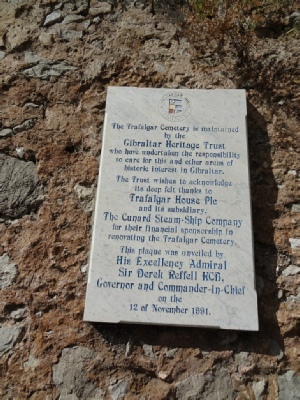 The Trafalgar Cemetery is maintained
by the
Gibraltar Heritage Trust
who have undertaken the responsibility
to care for this and other areas of
historic interest in Gibraltar.
The Trust wishes to acknowledge
its deep felt thanks to
Trafalgar House Plc
and its subsidiary,
The Cunard Steam-Ship Company
for their financial sponsorship in
renovating the Trafalgar Cemetery.
This plaque was unveiled by
His Excellency Admiral
Sir Derek Reffell KCB,
Governor and Commander-in-Chief
on the
12 of November 1991.